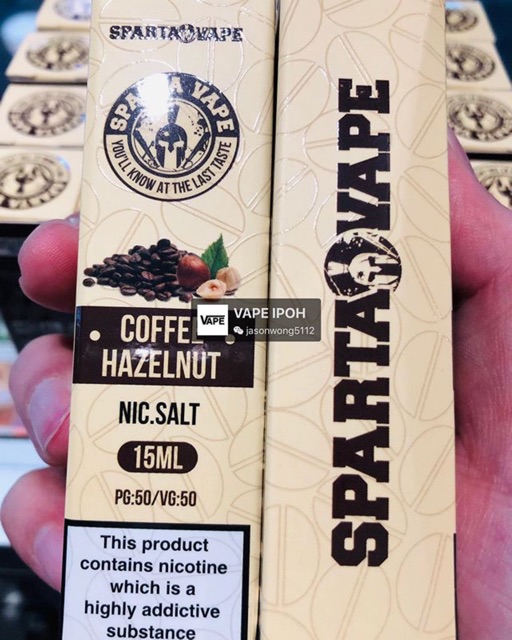 SPARTA VAPE
SPARTA VAPE
YOU'LL KNOW AT THE LAST TASTE
COFFEE
HAZELNUT
NIC.SALT
15ML
PG:50/VG:50
This product
contains nicotine
which is a
highly addictive
substance
SPARTA VAPE
VAPE
VAPE IPOH
jasonwong5112